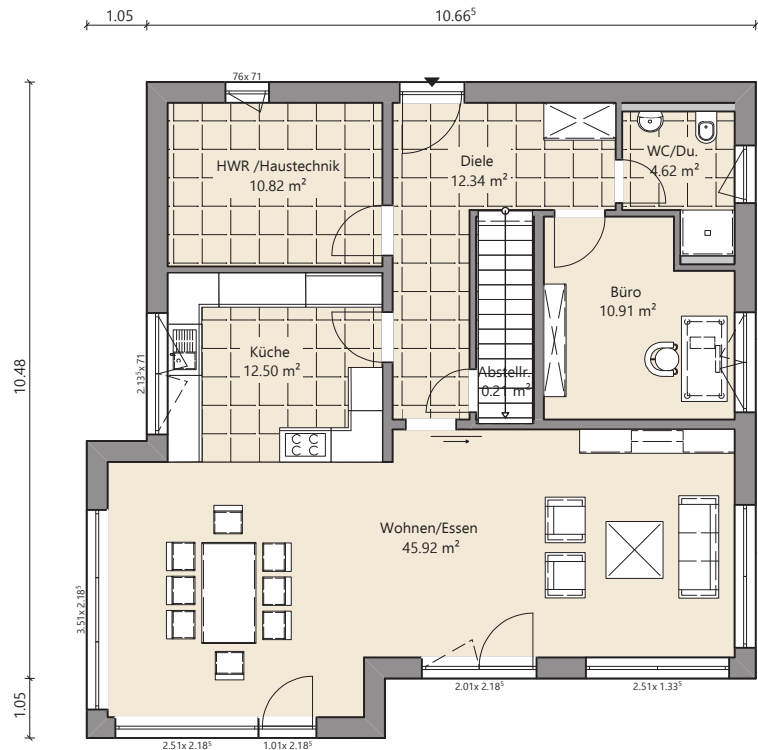 1.05
10.66⁵
76x 71
HWR /Haustechnik
10.82 m²
Diele
12.34 m²
WC/Du.
4.62 m²
Büro
10.91 m²
10.48
2.13⁵x 71
Küche
12.50 m²
Abstellr.
0.21 m²
Wohnen/Essen
45.92 m²
3.51x 2.18⁵
1.05
2.01x 2.18⁵
2.51x 1.33⁵
2.51x 2.18⁵
1.01x 2.18⁵